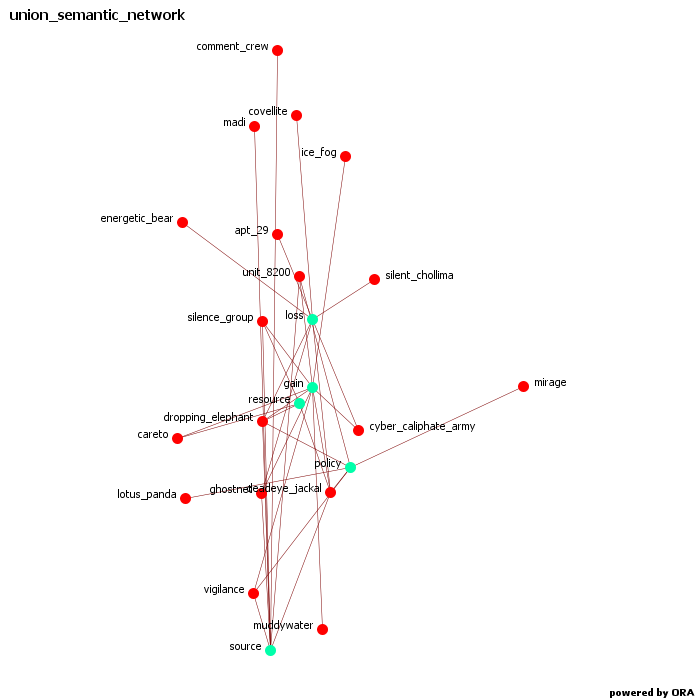 union_semantic_network
comment_crew
covellite
madi
ice_fog
energetic_bear
apt_29
unit_8200
silent_chollima
loss
silence_group
gain
mirage
resource
dropping_elephant
cyber_caliphate_army
careto
policy
ghostnet
deadeye_jackal
lotus_panda
vigilance
muddywater
source
powered by ORA